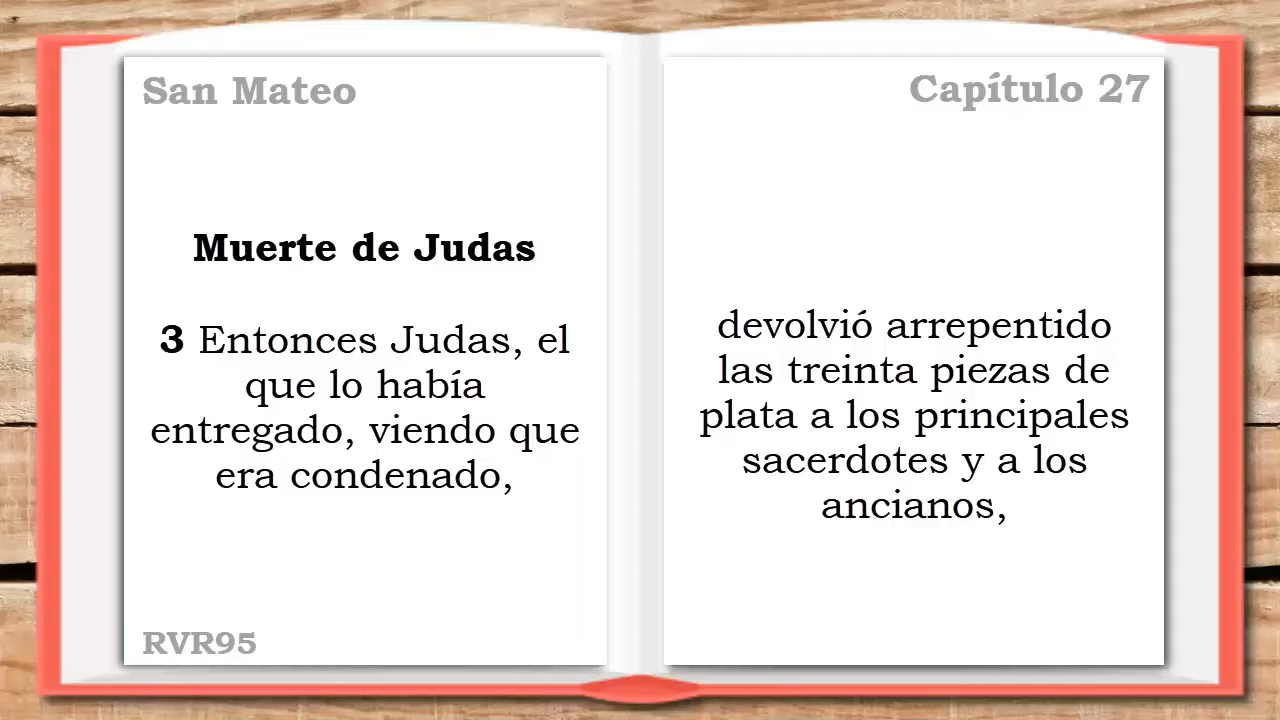 San Mateo
Muerte de Judas
3 Entonces Judas, el
que lo había
entregado, viendo que
era condenado,
RVR95
Capítulo 27
devolvió arrepentido
las treinta piezas de
plata a los principales
sacerdotes y a los
ancianos,